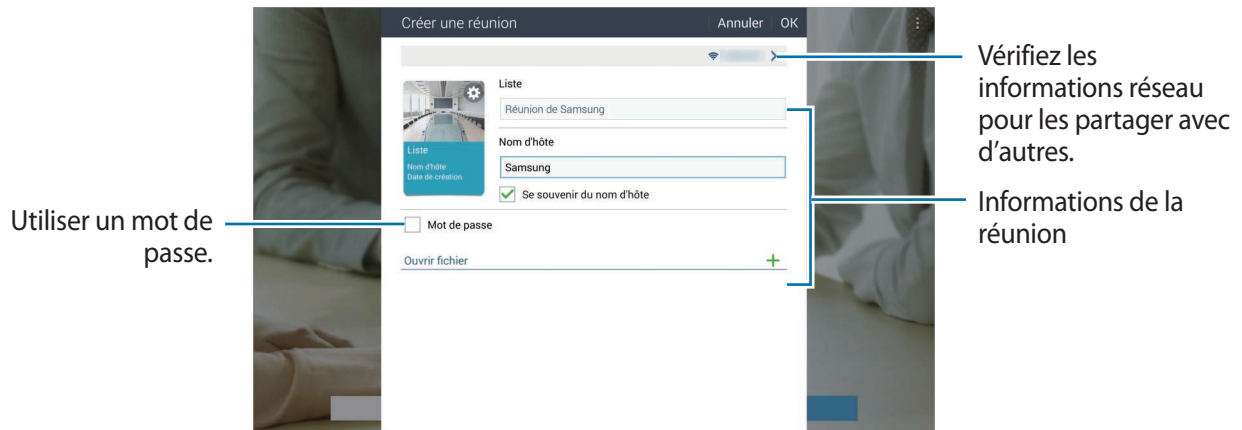 Créer une réunion Annuler OK
Liste
Réunion de Samsung
Nom d'hôte
Samsung
Se souvenir du nom d'hôte
Liste
Nom d'hôte
Date de création
Mot de passe
Ouvrir fichier
Utiliser un mot de
passe.
Vérifiez les
informations réseau
pour les partager avec
d'autres.
Informations de la
réunion